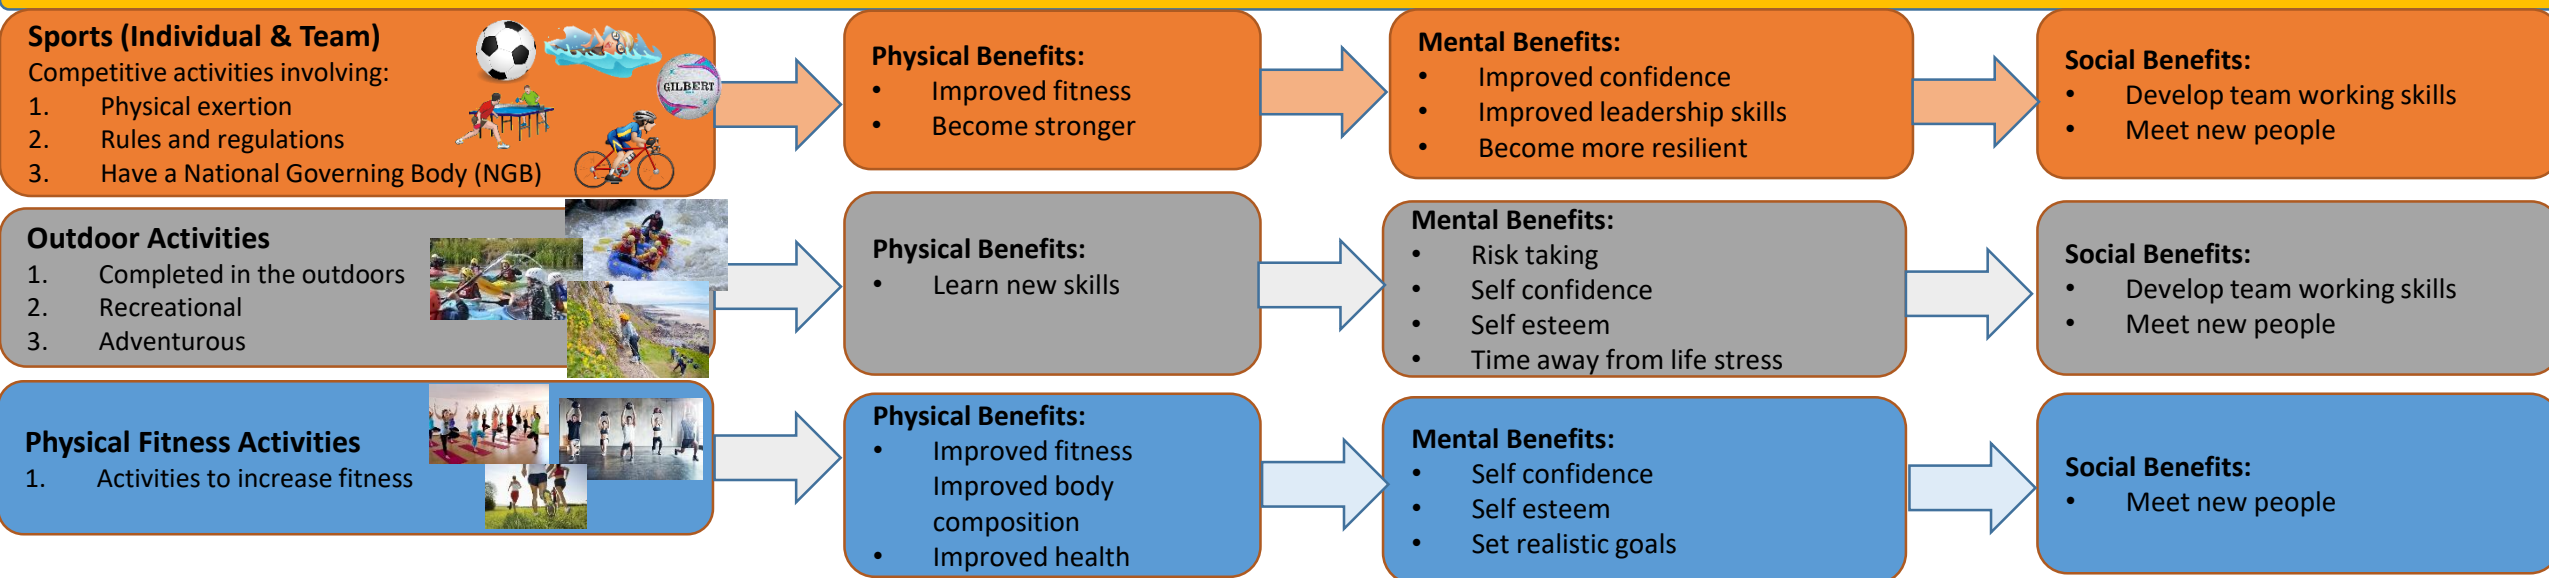 Sports (Individual & Team)
Competitive activities involving:
1. Physical exertion
2. Rules and regulations
3. Have a National Governing Body (NGB)
GILBERT
Physical Benefits:
• Improved fitness
• Become stronger
Mental Benefits:
• Improved confidence
• Improved leadership skills
• Become more resilient
Social Benefits:
• Develop team working skills
• Meet new people
Outdoor Activities
1. Completed in the outdoors
2. Recreational
3. Adventurous
Physical Benefits:
• Learn new skills
Mental Benefits:
• Risk taking
• Self confidence
• Self esteem
• Time away from life stress
Social Benefits:
• Develop team working skills
• Meet new people
Physical Fitness Activities
1. Activities to increase fitness
Physical Benefits:
• Improved fitness
Improved body
composition
• Improved health
Mental Benefits:
• Self confidence
• Self esteem
• Set realistic goals
Social Benefits:
• Meet new people